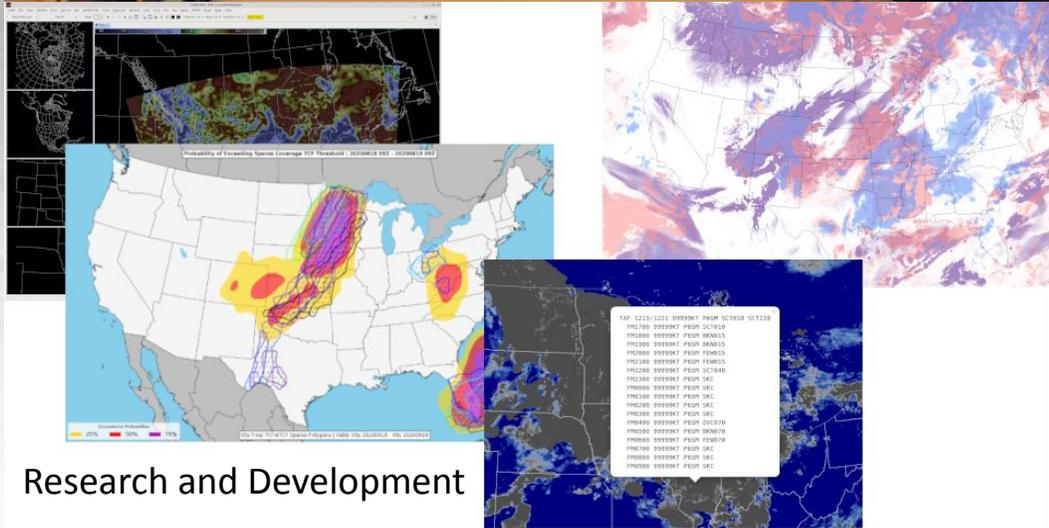 Probability of Exceeding Sparse Coverage TCF Threshold | 20200618 09Z - 20200619 09Z
25%
50%
75%
TAF 1215/1221 99999KT P6SM SCT010 SCT220
FM1700 99999KT P6SM SCT010
FM1800 99999KT P6SM BKN015
FM1900 99999KT P6SM BKN015
FM2000 99999KT P6SM FEW015
FM2100 99999KT P6SM FEW015
FM2200 99999KT P6SM SCT040
FM2300 99999KT P6SM SKC
FM0000 99999KT P6SM SKC
FM0100 99999KT P6SM SKC
FM0200 99999KT P6SM SKC
FM0300 99999KT P6SM SKC
FM0400 99999KT P6SM OVC070
FM0500 99999KT P6SM BKN070
FM0600 99999KT P6SM FEW070
FM0700 99999KT P6SM SKC
FM0800 99999KT P6SM SKC
FM0900 99999KT P6SM SKC
Research and Development